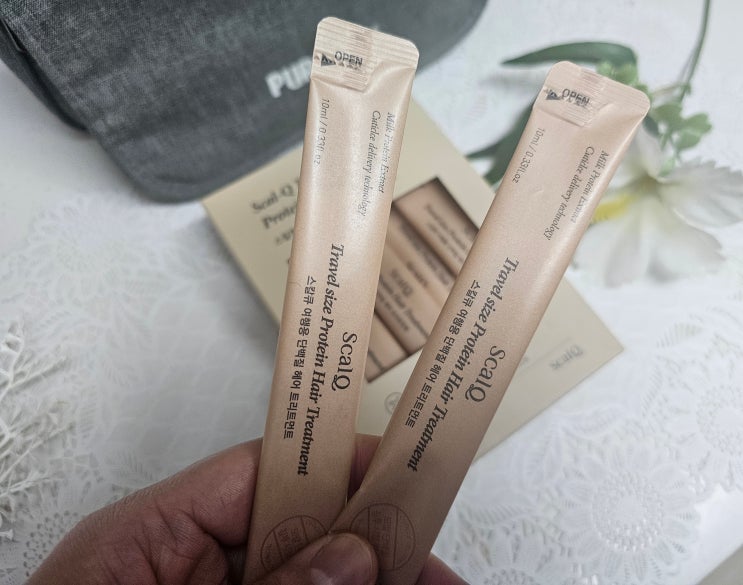 PUR
OPEN
10ml / 0.33fl.oz
Milk Protein Extract
Cuticle delivery technology
ScalQ
Travel size Protein Hair Treatment
스칼큐 여행용 단백질 헤어 트리트먼트
OPEN
10ml / 0.33fl.oz
Milk Protein Extract
Cuticle delivery technology
ScalQ
Travel size Protein Hair Treatment
스칼큐 여행용 단백질 헤어 트리트먼트
Scal Q
ScalQ